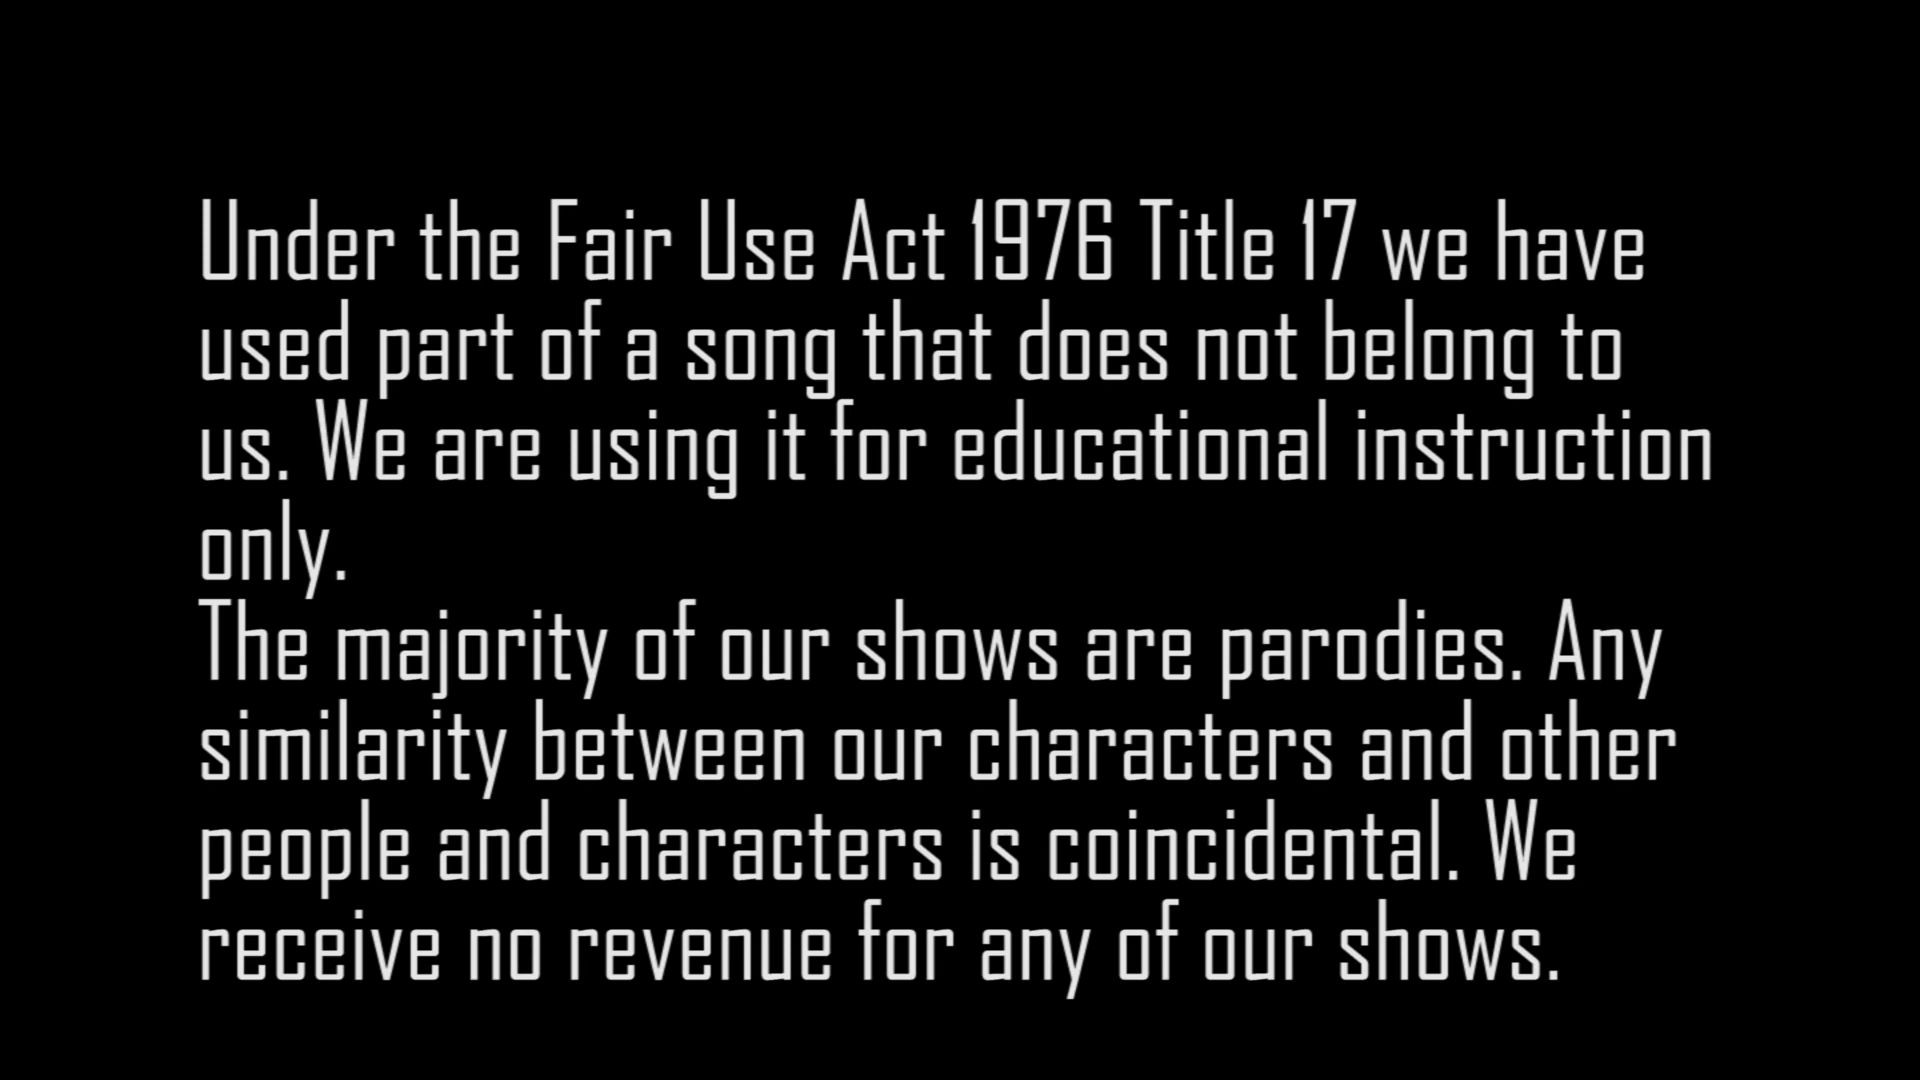 Under the Fair Use Act 1976 Title 17 we have
used part of a song that does not belong to
us. We are using it for educational instruction
only.
The majority of our shows are parodies. Any
similarity between our characters and other
people and characters is coincidental. We
receive no revenue for any of our shows.